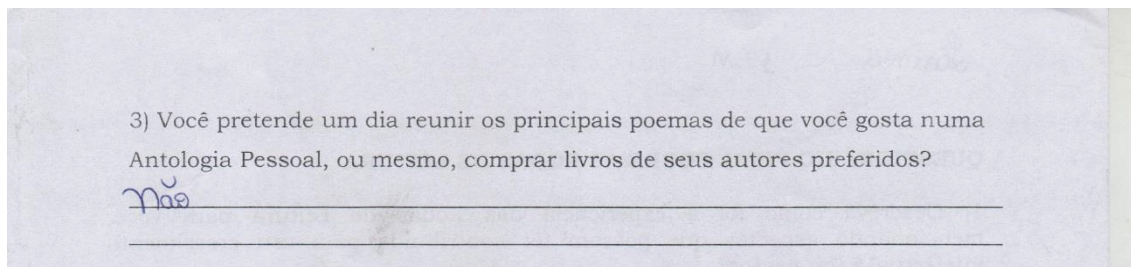 3) Você pretende um dia reunir os principais poemas de que você gosta numa
Antologia Pessoal, ou mesmo, comprar livros de seus autores preferidos?
Não